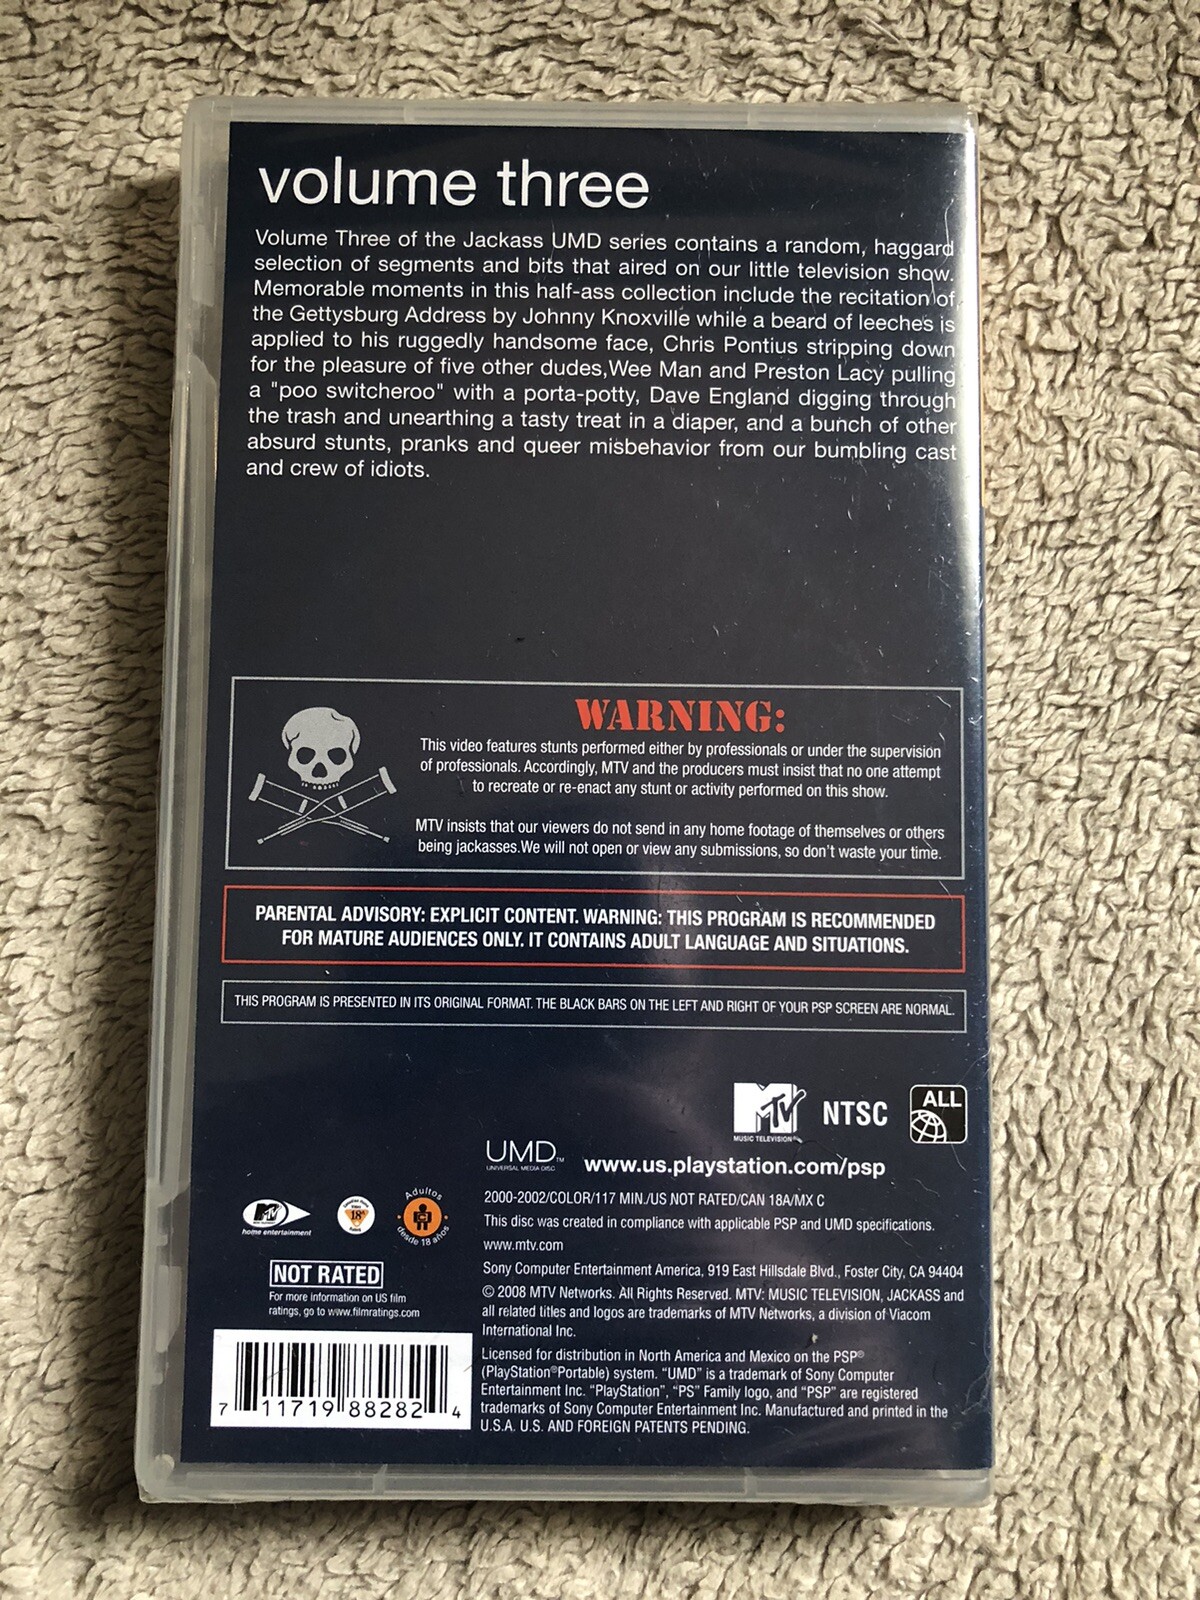 volume three
Volume Three of the Jackass UMD series contains a random, haggard
selection of segments and bits that aired on our little television show.
Memorable moments in this half-ass collection include the recitation of
the Gettysburg Address by Johnny Knoxville while a beard of leeches is
applied to his ruggedly handsome face, Chris Pontius stripping down
for the pleasure of five other dudes,Wee Man and Preston Lacy pulling
a "poo switcheroo" with a porta-potty, Dave England digging through
the trash and unearthing a tasty treat in a diaper, and a bunch of other
absurd stunts, pranks and queer misbehavior from our bumbling cast
and crew of idiots.
WARNING:
This video features stunts performed either by professionals or under the supervision
of professionals. Accordingly, MTV and the producers must insist that no one attempt
to recreate or re-enact any stunt or activity performed on this show.
MTV insists that our viewers do not send in any home footage of themselves or others
being jackasses.We will not open or view any submissions, so don't waste your time.
PARENTAL ADVISORY: EXPLICIT CONTENT. WARNING: THIS PROGRAM IS RECOMMENDED
FOR MATURE AUDIENCES ONLY. IT CONTAINS ADULT LANGUAGE AND SITUATIONS.
THIS PROGRAM IS PRESENTED IN ITS ORIGINAL FORMAT. THE BLACK BARS ON THE LEFT AND RIGHT OF YOUR PSP SCREEN ARE NORMAL.
MTV
MUSIC TELEVISION®
NTSC
ALL
UMD™
UNIVERSAL MEDIA DISC
www.us.playstation.com/psp
MTV
home entertainment
18
Adultos
desde 18 años
C
2000-2002/COLOR/117 MIN./US NOT RATED/CAN 18A/MX C
This disc was created in compliance with applicable PSP and UMD specifications.
www.mtv.com
NOT RATED
For more information on US film
ratings, go to www.filmratings.com
Sony Computer Entertainment America, 919 East Hillsdale Blvd., Foster City, CA 94404
© 2008 MTV Networks. All Rights Reserved. MTV: MUSIC TELEVISION, JACKASS and
all related titles and logos are trademarks of MTV Networks, a division of Viacom
International Inc.
Licensed for distribution in North America and Mexico on the PSP®
(PlayStation®Portable) system. “UMD” is a trademark of Sony Computer
Entertainment Inc. “PlayStation”, “PS” Family logo, and “PSP” are registered
trademarks of Sony Computer Entertainment Inc. Manufactured and printed in the
U.S.A. U.S. AND FOREIGN PATENTS PENDING.
7 11719 88282 4